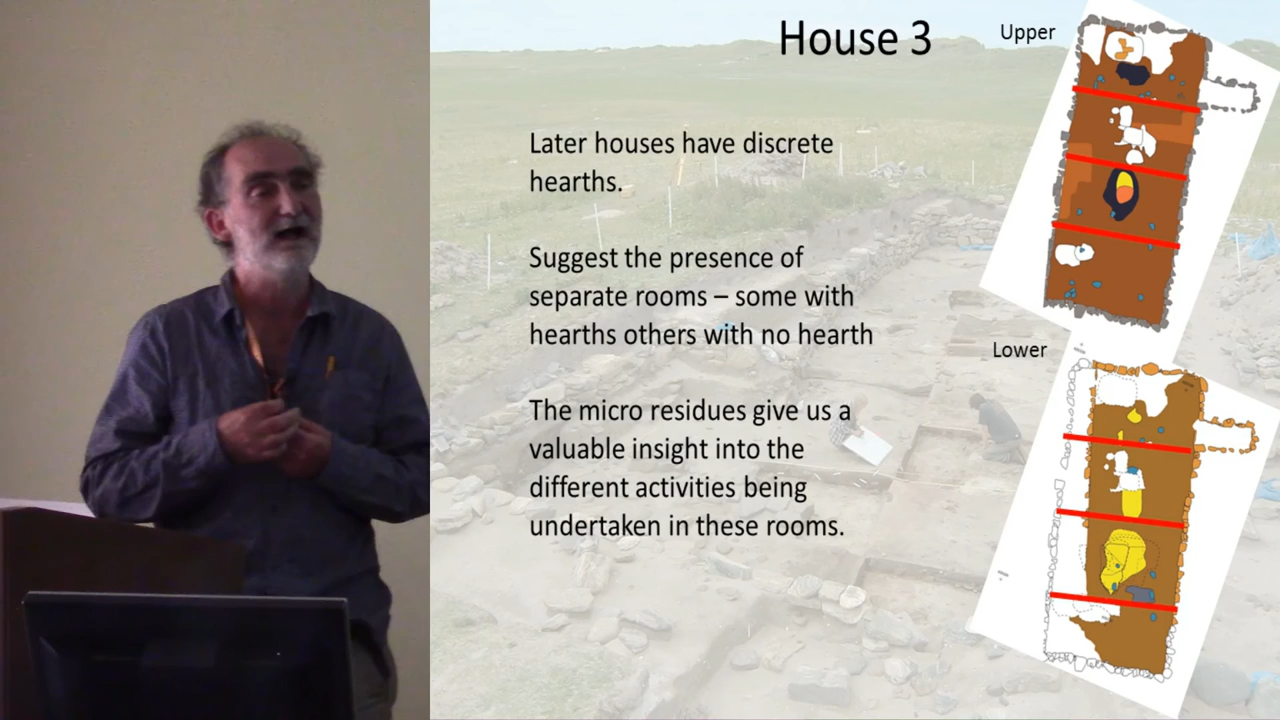 House 3
Upper
Later houses have discrete
hearths.
Suggest the presence of
separate rooms – some with
hearths others with no hearth
Lower
The micro residues give us a
valuable insight into the
different activities being
undertaken in these rooms.